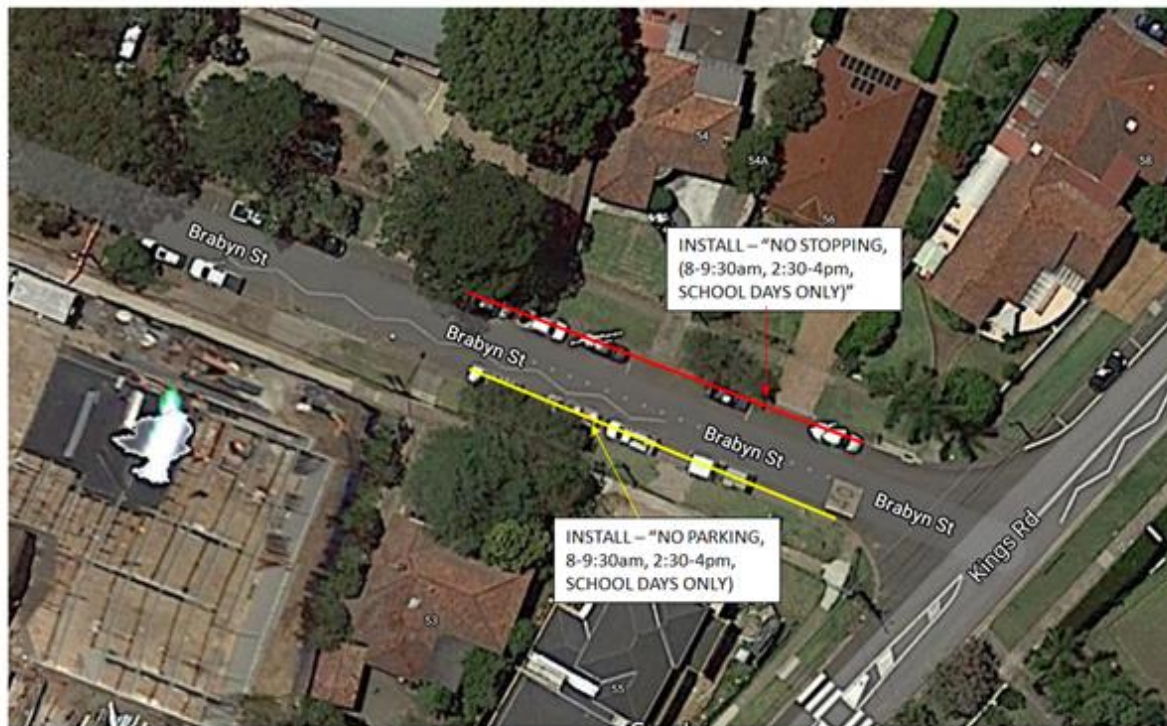 54
54A
56
58
Brabyn St
INSTALL – “NO STOPPING,
(8-9:30am, 2:30-4pm,
SCHOOL DAYS ONLY)”
Brabyn St
Brabyn St
Brabyn St
Kings Rd
INSTALL – “NO PARKING,
8-9:30am, 2:30-4pm,
SCHOOL DAYS ONLY)
53
55